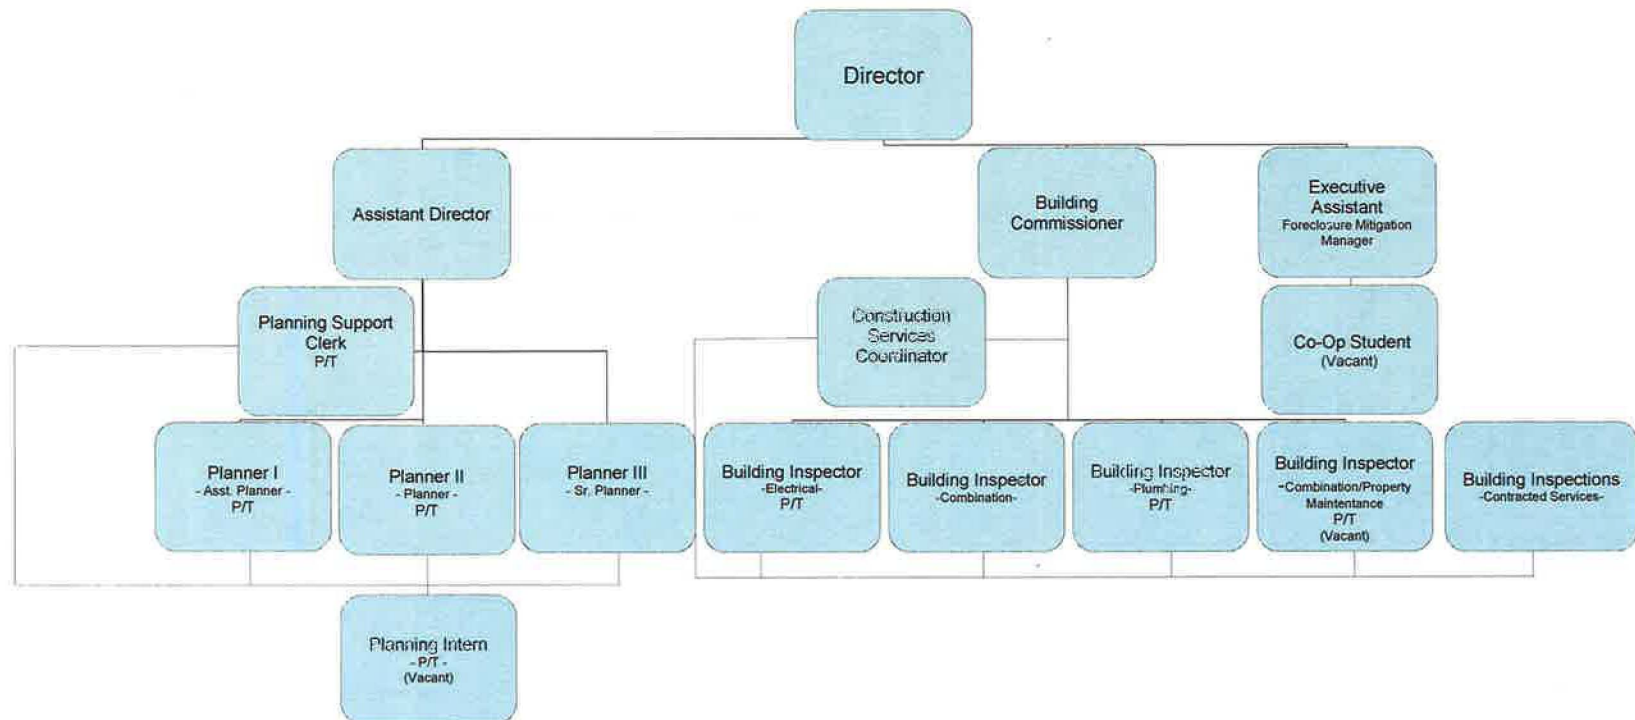 Director
Assistant Director
Building
Commissioner
Executive
Assistant
Foreclosure Mitigation
Manager
Planning Support
Clerk
P/T
Construction
Services
Coordinator
Co-Op Student
(Vacant)
Planner I
- Asst. Planner -
P/T
Planner II
- Planner -
P/T
Planner III
- Sr. Planner -
Building Inspector
-Electrical-
P/T
Building Inspector
-Combination-
Building Inspector
-Plumbing-
P/T
Building Inspector
-Combination/Property
Maintentance
P/T
(Vacant)
Building Inspections
-Contracted Services-
Planning Intern
- P/T -
(Vacant)